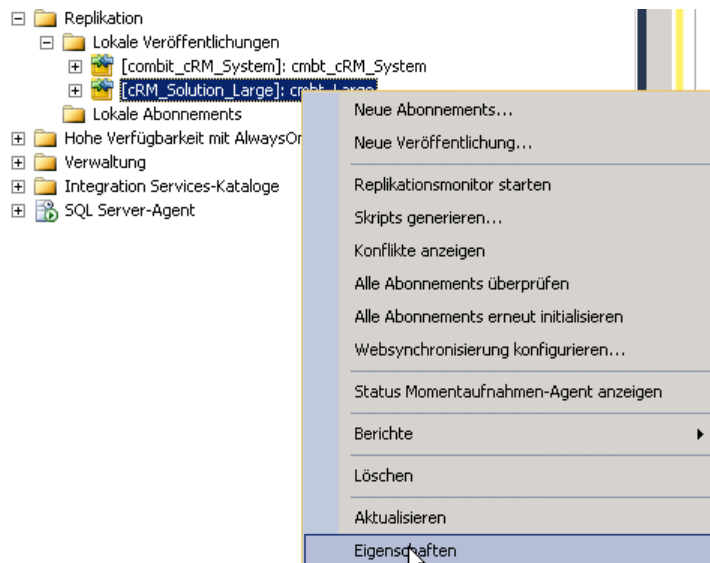 Replikation
Lokale Veröffentlichungen
[combit_cRM_System]: cmbt_cRM_System
[cRM_Solution_Large]: cmbt_Large
Lokale Abonnements
Hohe Verfügbarkeit mit AlwaysOn
Verwaltung
Integration Services-Kataloge
SQL Server-Agent
Neue Abonnements...
Neue Veröffentlichung...
Replikationsmonitor starten
Skripts generieren...
Konflikte anzeigen
Alle Abonnements überprüfen
Alle Abonnements erneut initialisieren
Websynchronisierung konfigurieren...
Status Momentaufnahmen-Agent anzeigen
Berichte
Löschen
Aktualisieren
Eigenschaften